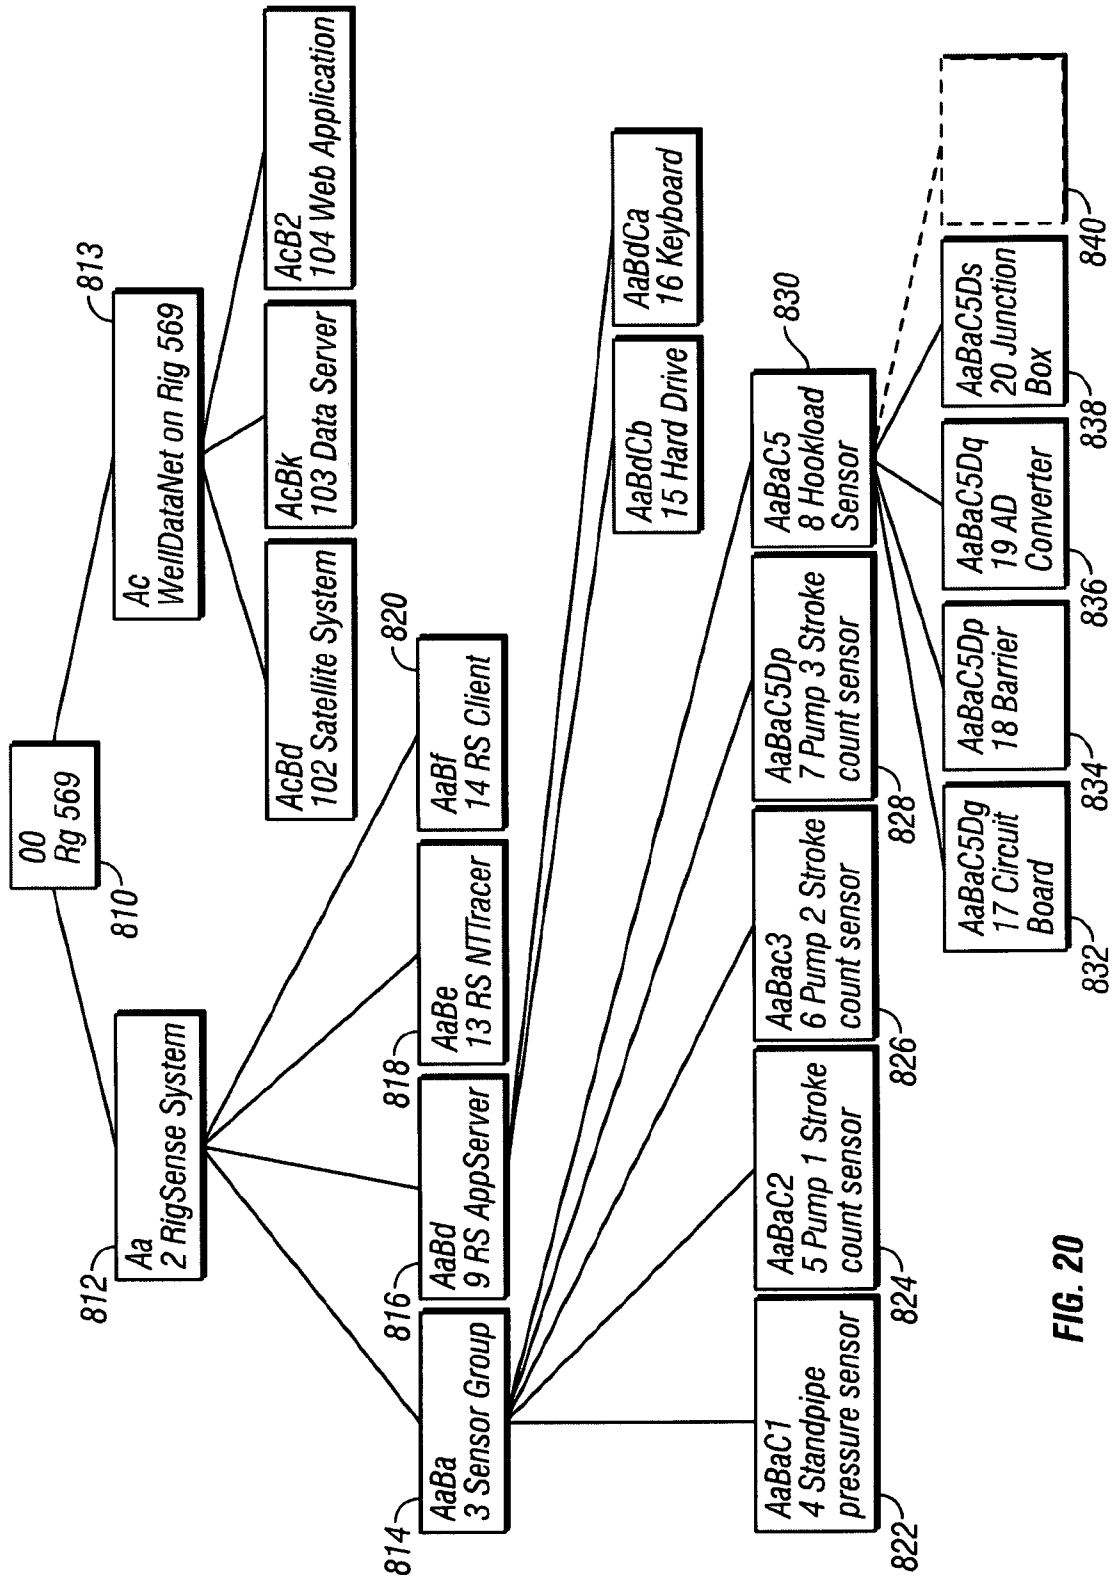 00
Rg 569
810
Aa
2 RigSense System
812
Ac
WellDataNet on Rig 569
813
AcBd
102 Satellite System
AcBk
103 Data Server
AcB2
104 Web Application
AaBa
3 Sensor Group
814
AaBd
9 RS AppServer
816
AaBe
13 RS NTTracer
818
AaBf
14 RS Client
820
AaBdCb
15 Hard Drive
AaBdCa
16 Keyboard
AaBaC1
4 Standpipe
pressure sensor
822
AaBaC2
5 Pump 1 Stroke
count sensor
824
AaBac3
6 Pump 2 Stroke
count sensor
826
AaBaC5Dp
7 Pump 3 Stroke
count sensor
828
AaBaC5
8 Hookload
Sensor
830
AaBaC5Dg
17 Circuit
Board
832
AaBaC5Dp
18 Barrier
834
AaBaC5Dq
19 AD
Converter
836
AaBaC5Ds
20 Junction
Box
838
840
FIG. 20